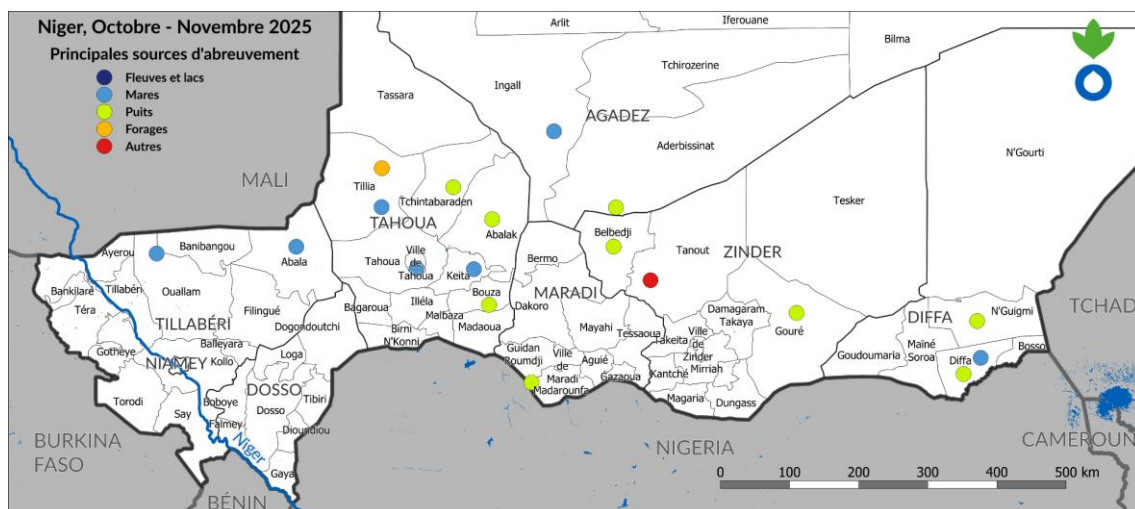 Niger, Octobre - Novembre 2025
Principales sources d'abreuvement
Fleuves et lacs
Mares
Puits
Forages
Autres
Arlit
Iferouane
Bilma
Tchirozerine
Ingall
Tassara
AGADEZ
Aderbissinat
N'Gourti
MALI
Tillia
Tchintabaraden
Tesker
TAHOUA
Abalak
Belbedji
Tanout
ZINDER
Ayerou
Banibangou
Abala
Tahoua
Ville de Tahoua
Keita
Bermo
Bankilaré
Tillabéri
Ouallam
Filingué
Bagaroua
Illéla
Bouza
Malbaza
Dakoro
MARADI
Damagaram Takaya
Gouré
DIFFA
N'Guigmi
TCHAD
Téra
TILLABÉRI
Dogondoutchi
Birni N'Konni
Madaoua
Mayahi
Tessaoua
Takeita
Ville de Zinder
Mirriah
Goudoumaria
Maïné Soroa
Diffa
Bosso
Gotheye
NIAMEY
Kollo
Balleyara
Loga
Guidan Roumdji
Ville de Maradi
Madarounfa
Aguié
Gazaoua
Kantché
Magaria
Dungass
Torodi
Say
Boboye
DOSSO
Dosso
Tibiri
Falmey
Dioundiou
Gaya
Niger
BURKINA FASO
BÉNIN
NIGERIA
CAMEROUN
0 100 200 300 400 500 km